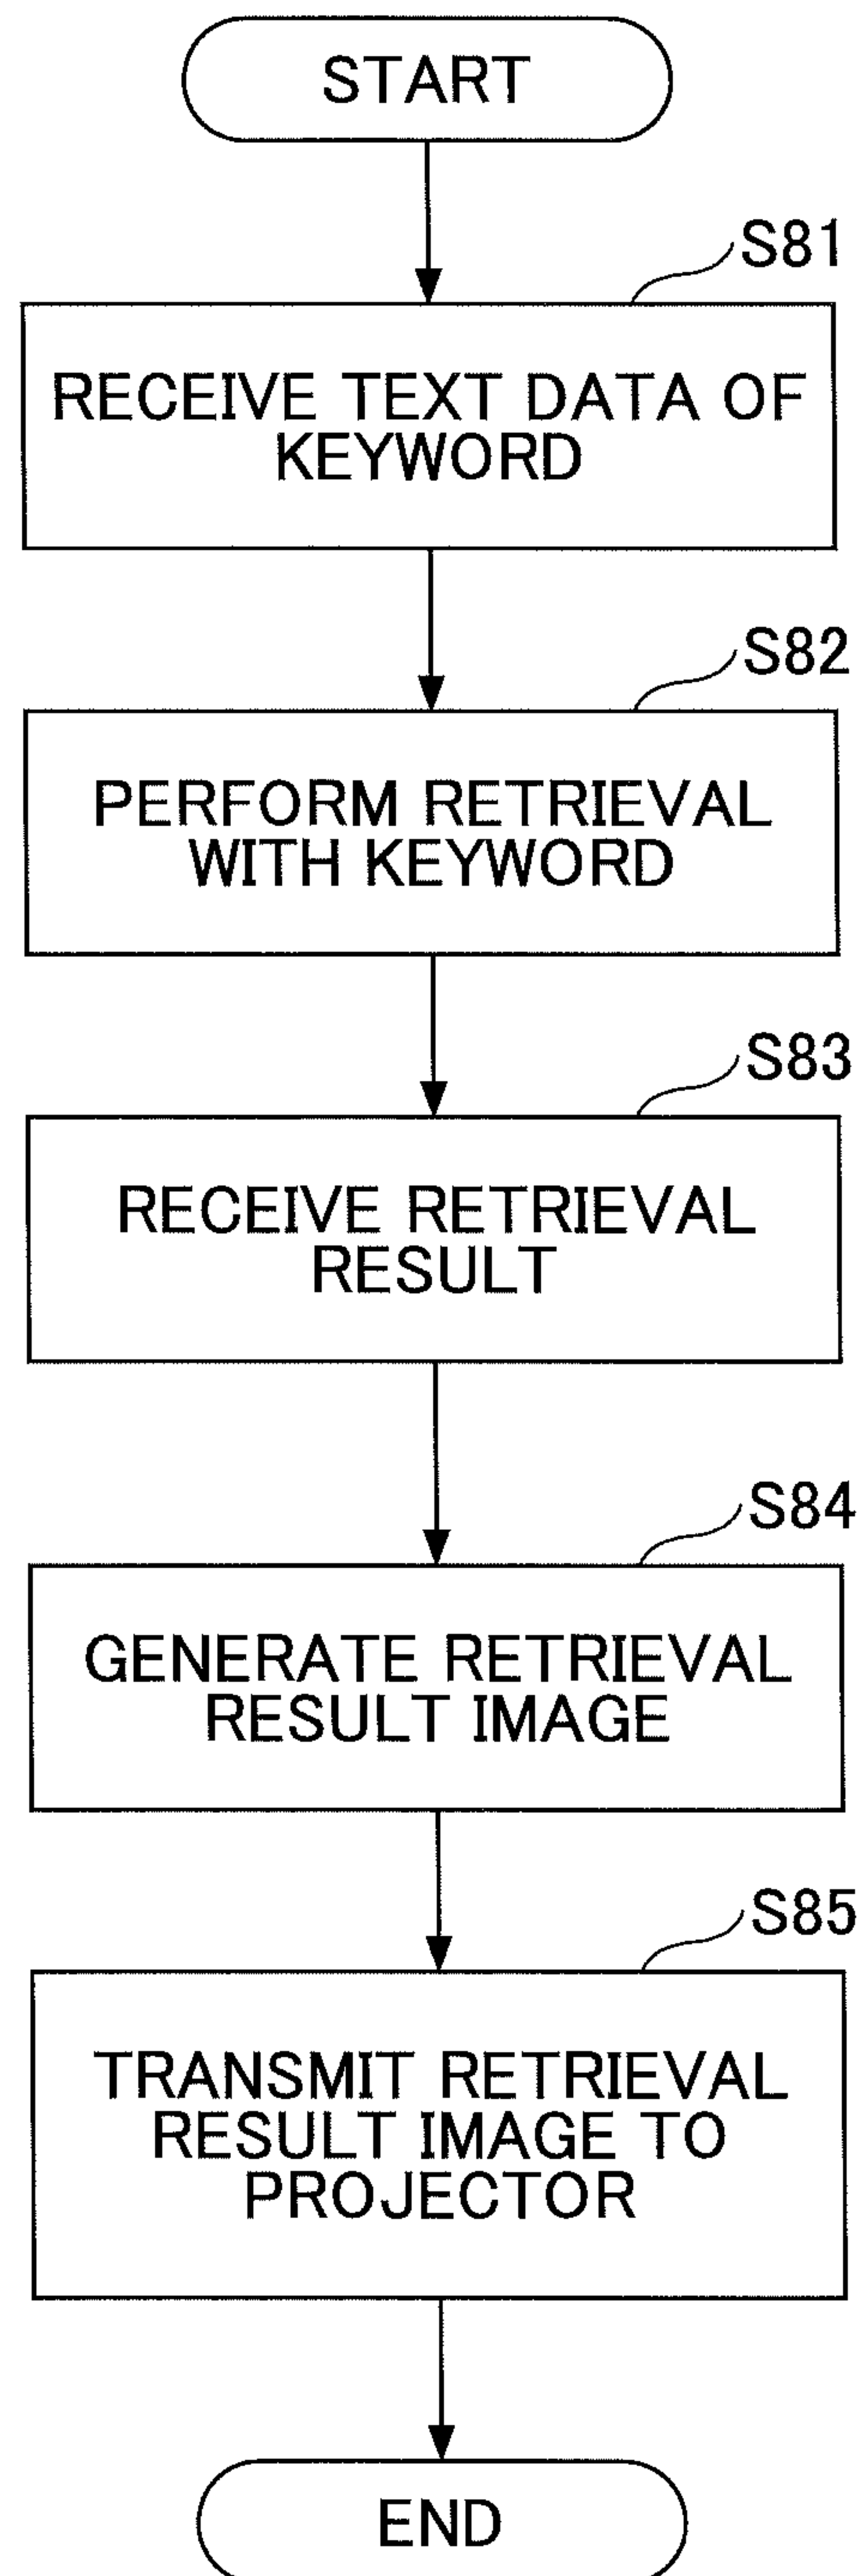 START
S81
RECEIVE TEXT DATA OF
KEYWORD
S82
PERFORM RETRIEVAL
WITH KEYWORD
S83
RECEIVE RETRIEVAL
RESULT
S84
GENERATE RETRIEVAL
RESULT IMAGE
S85
TRANSMIT RETRIEVAL
RESULT IMAGE TO
PROJECTOR
END